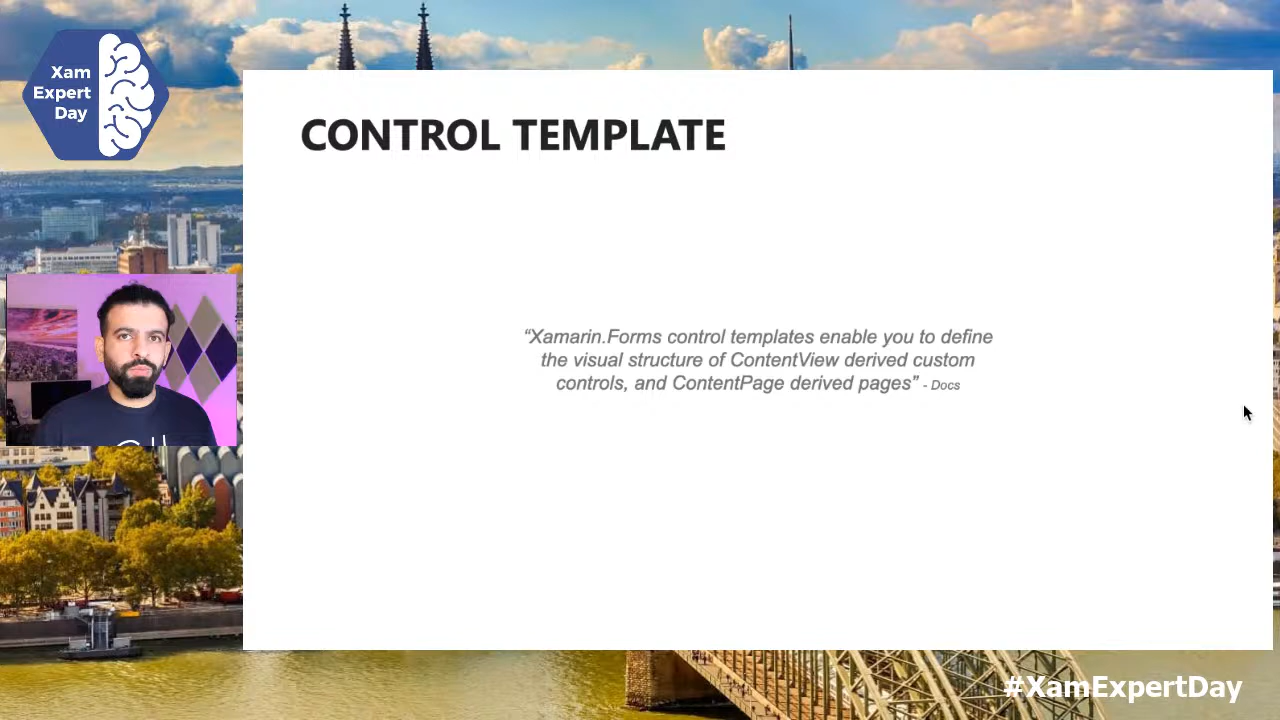 Xam
Expert
Day
CONTROL TEMPLATE
“Xamarin.Forms control templates enable you to define
the visual structure of ContentView derived custom
controls, and ContentPage derived pages” - Docs
#XamExpertDay